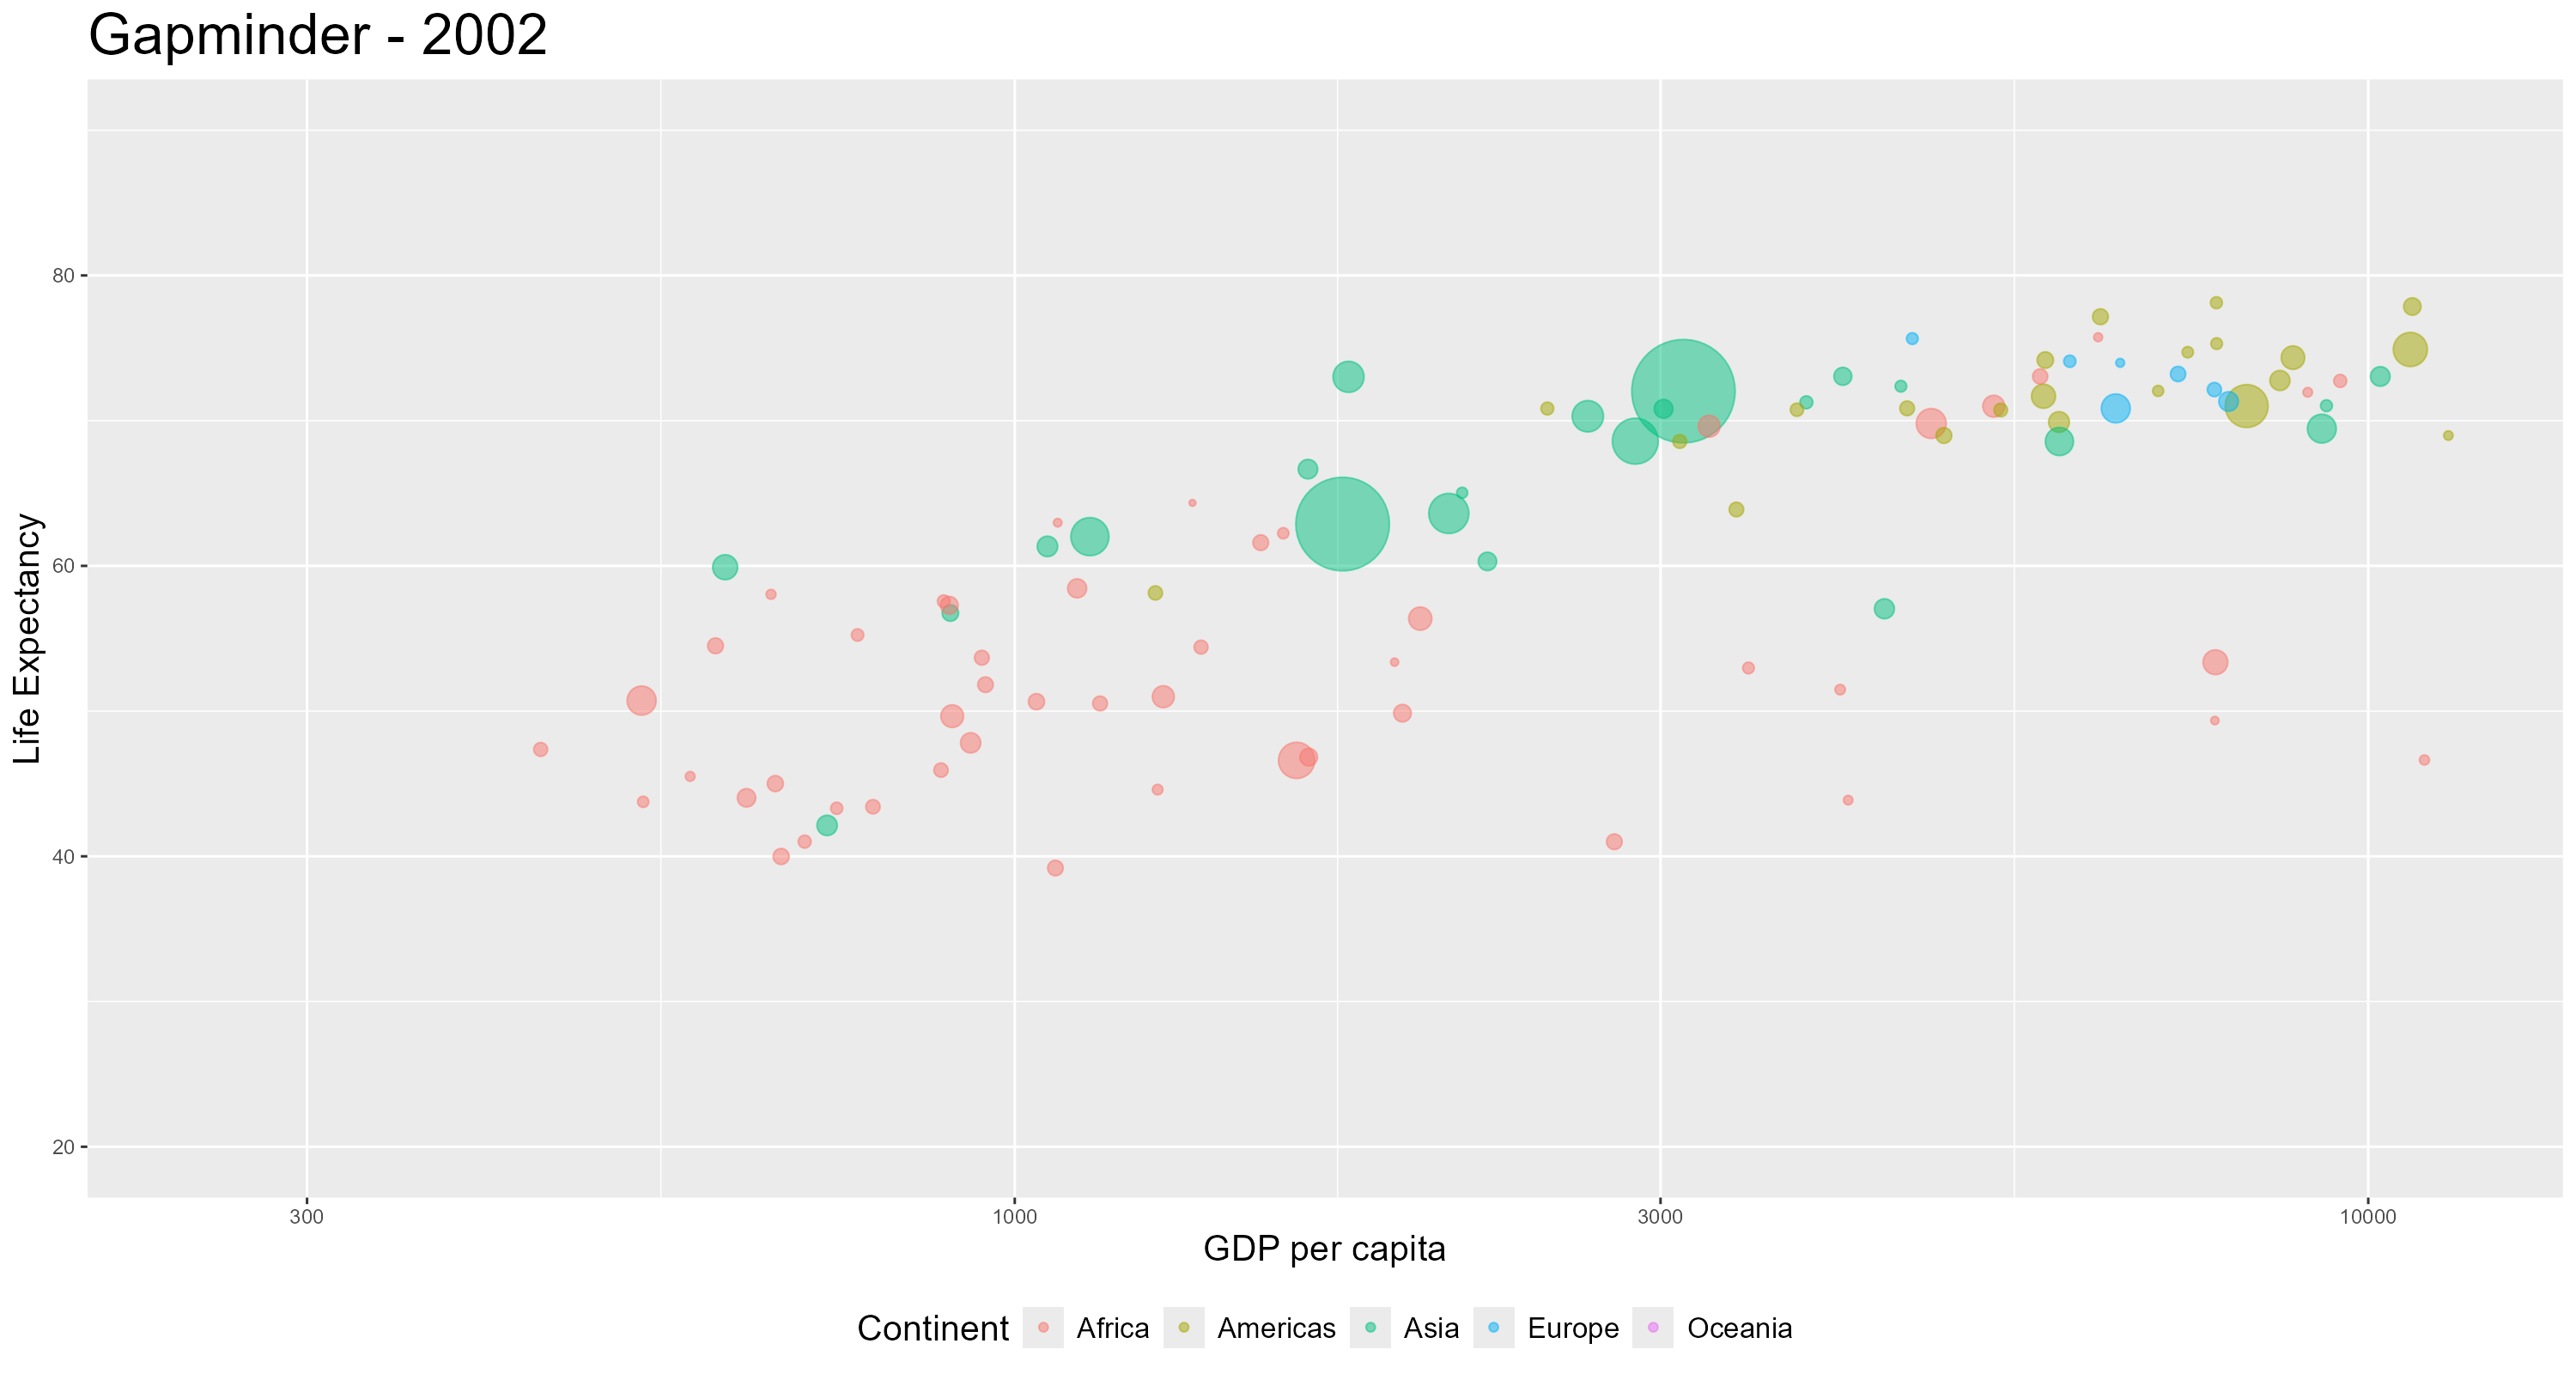 Gapminder - 2002
Life Expectancy
80
60
40
20
300 1000 3000 10000
GDP per capita
Continent Africa Americas Asia Europe Oceania